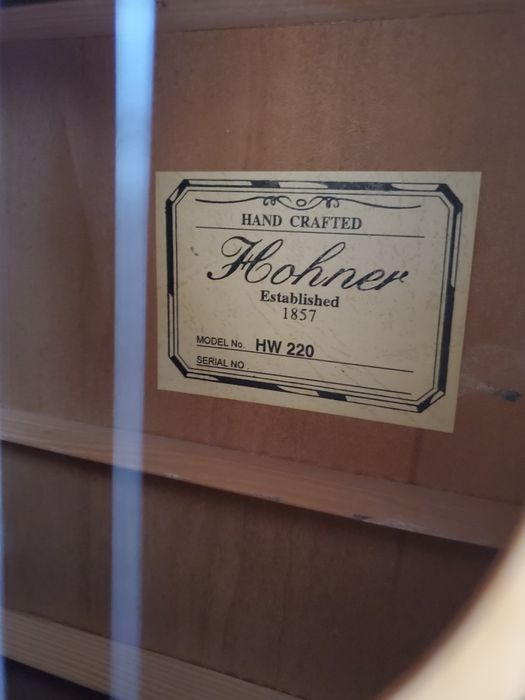 HAND CRAFTED
Hohner
Established
1857
MODEL No. HW 220
SERIAL NO.